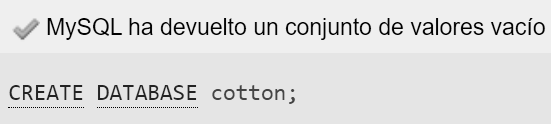 MySQL ha devuelto un conjunto de valores vacío
CREATE DATABASE cotton;